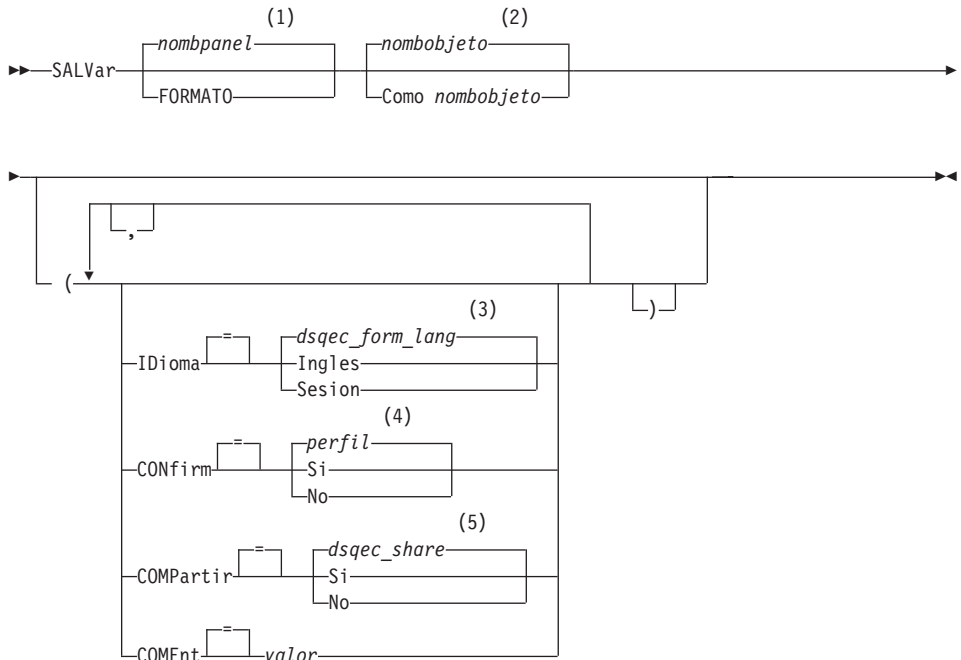 (1) (2)
nombpanel nombobjeto
SALVar
FORMATO Como nombobjeto
,
( )
(3)
= dsqec_form_lang
IDioma Ingles
Sesion
(4)
= perfil
CONfirm Si
No
(5)
= dsqec_share
COMPartir Si
No
=
COMEnt valor